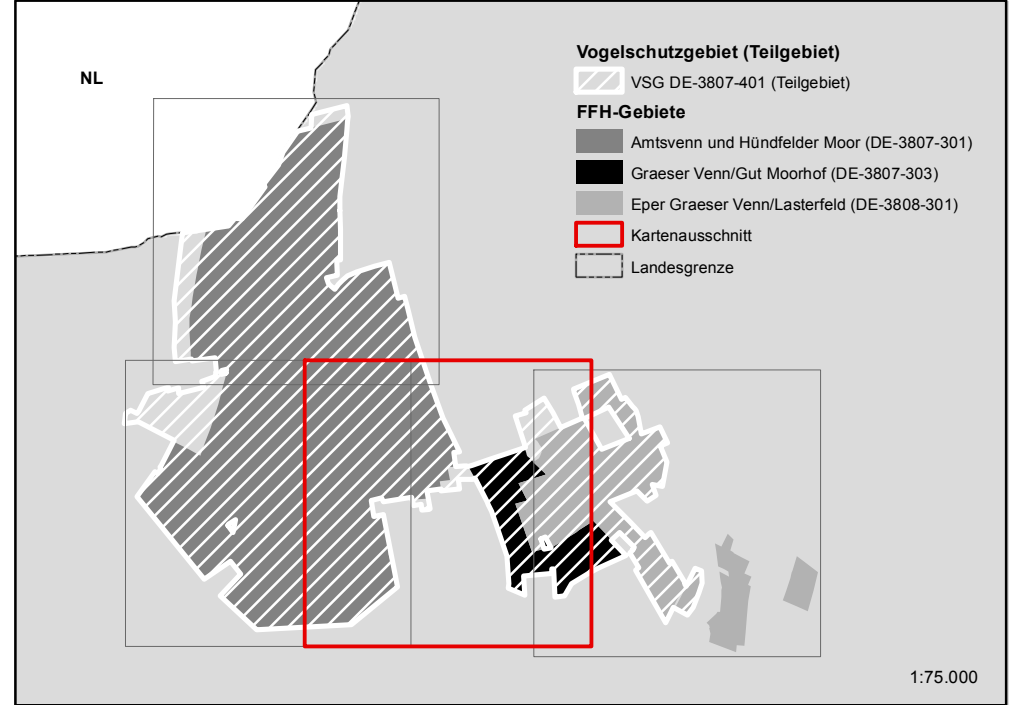 NL
Vogelschutzgebiet (Teilgebiet)
VSG DE-3807-401 (Teilgebiet)
FFH-Gebiete
Amtsvenn und Hündfelder Moor (DE-3807-301)
Graeser Venn/Gut Moorhof (DE-3807-303)
Eper Graeser Venn/Lasterfeld (DE-3808-301)
Kartenausschnitt
Landesgrenze
1:75.000